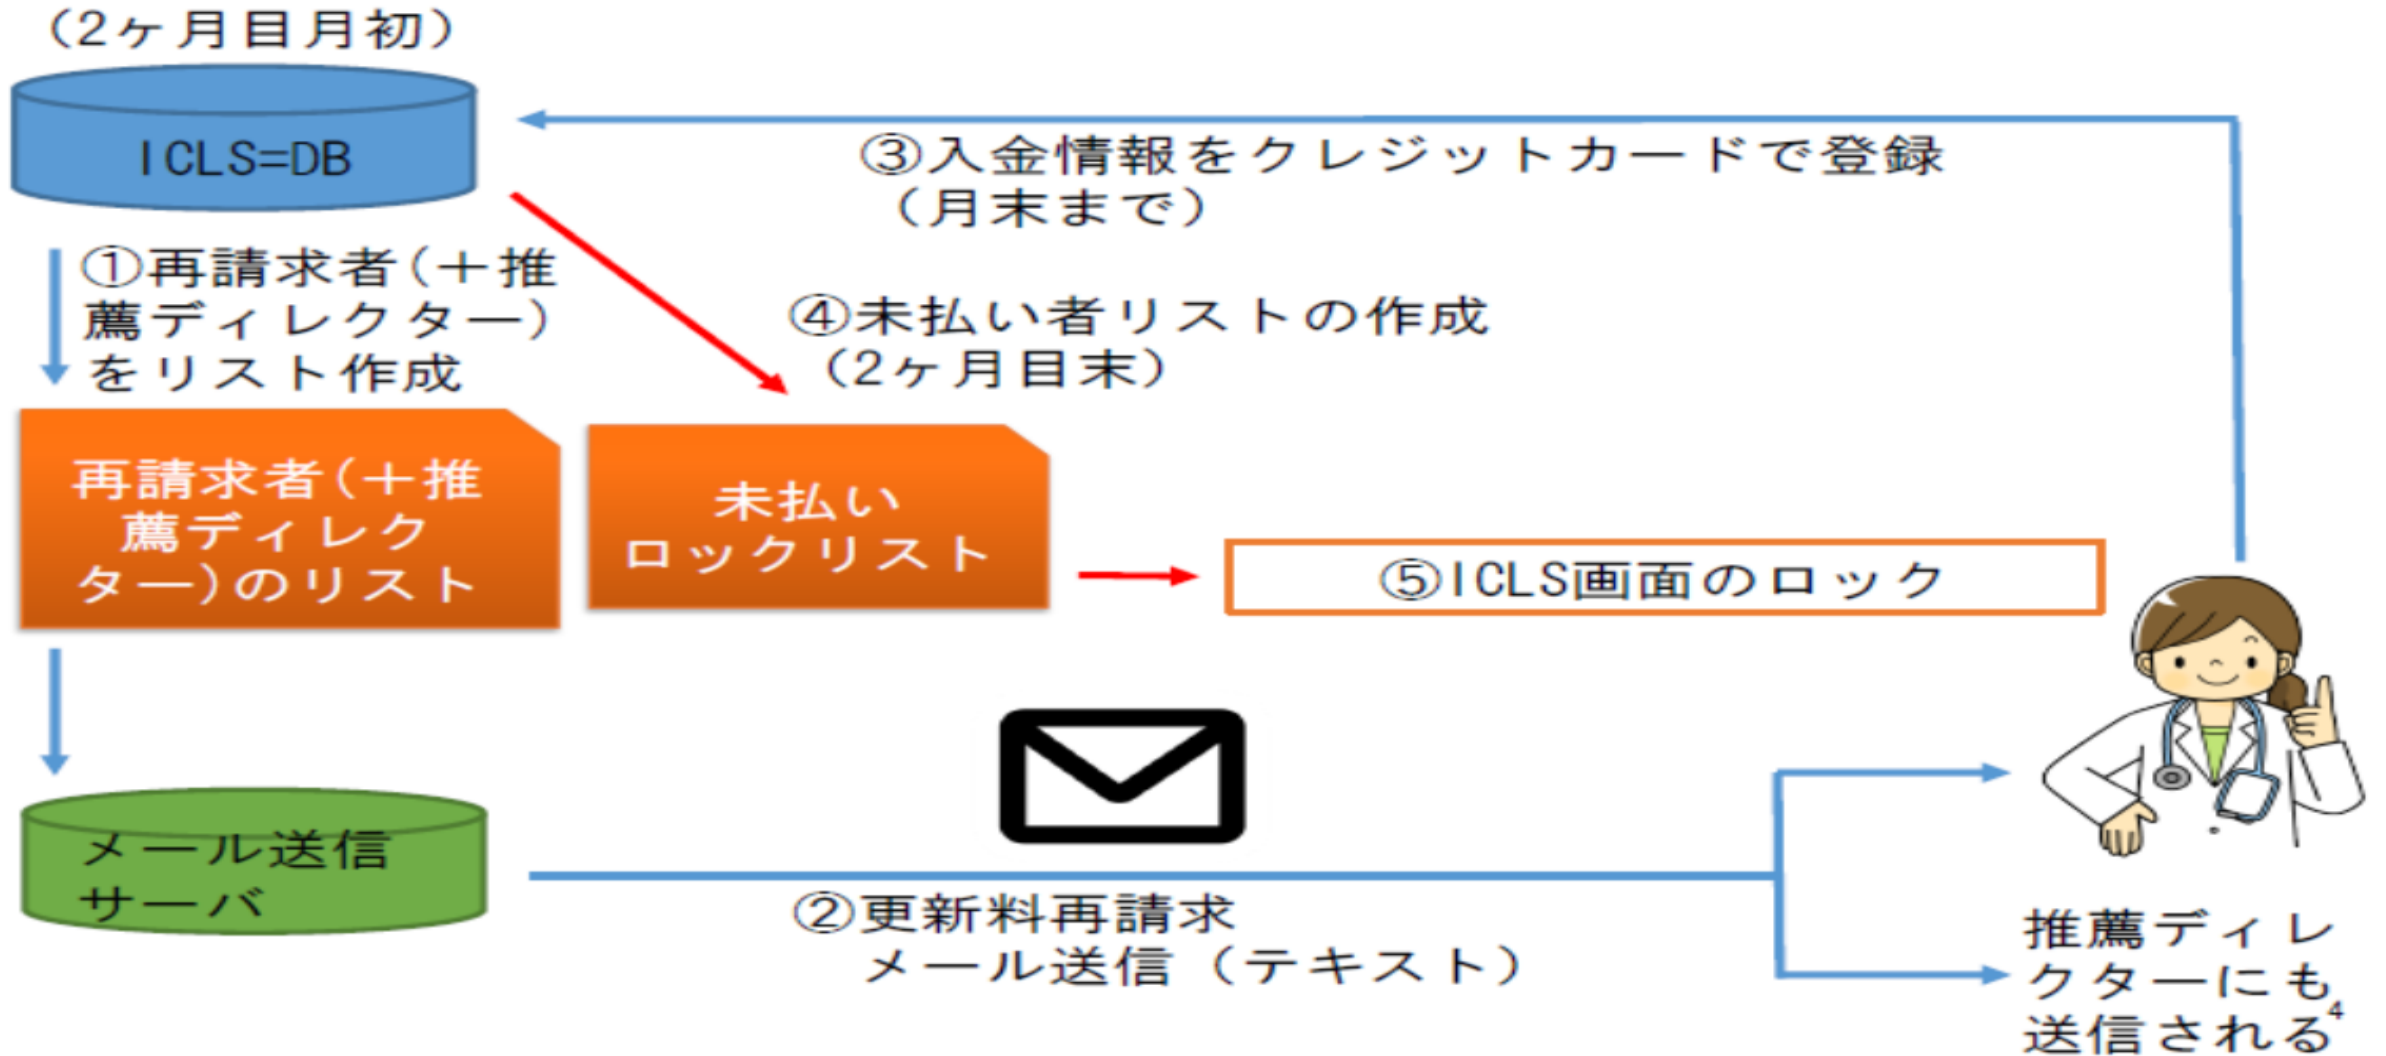 （2ヶ月目月初）
ICLS=DB
③入金情報をクレジットカードで登録
（月末まで）
①再請求者(＋推
薦ディレクター)
をリスト作成
④未払い者リストの作成
（2ヶ月目末）
再請求者(＋推
薦ディレク
ター)のリスト
未払い
ロックリスト
⑤ICLS画面のロック
メール送信
サーバ
②更新料再請求
メール送信（テキスト）
推薦ディレ
クターにも
送信される
4